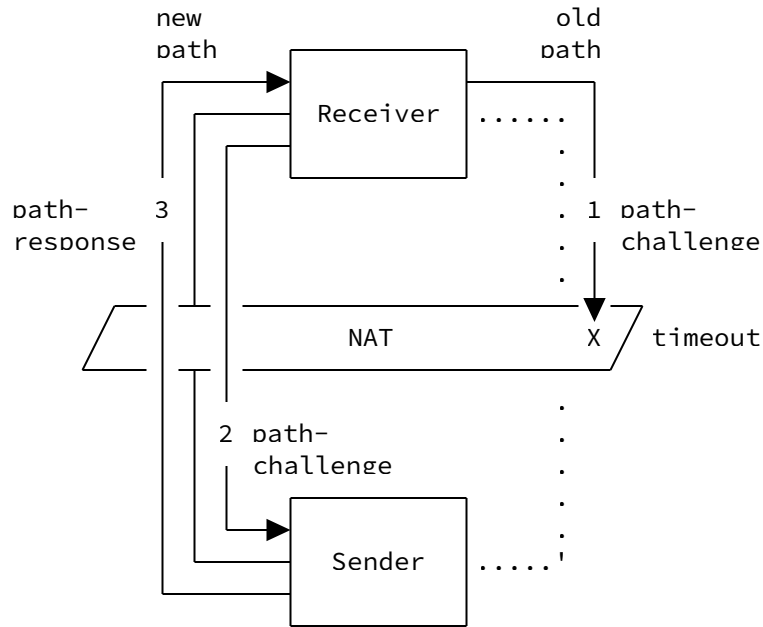 new
path
old
path
Receiver
path-
response
3
1
path-
challenge
NAT
X
timeout
2
path-
challenge
Sender